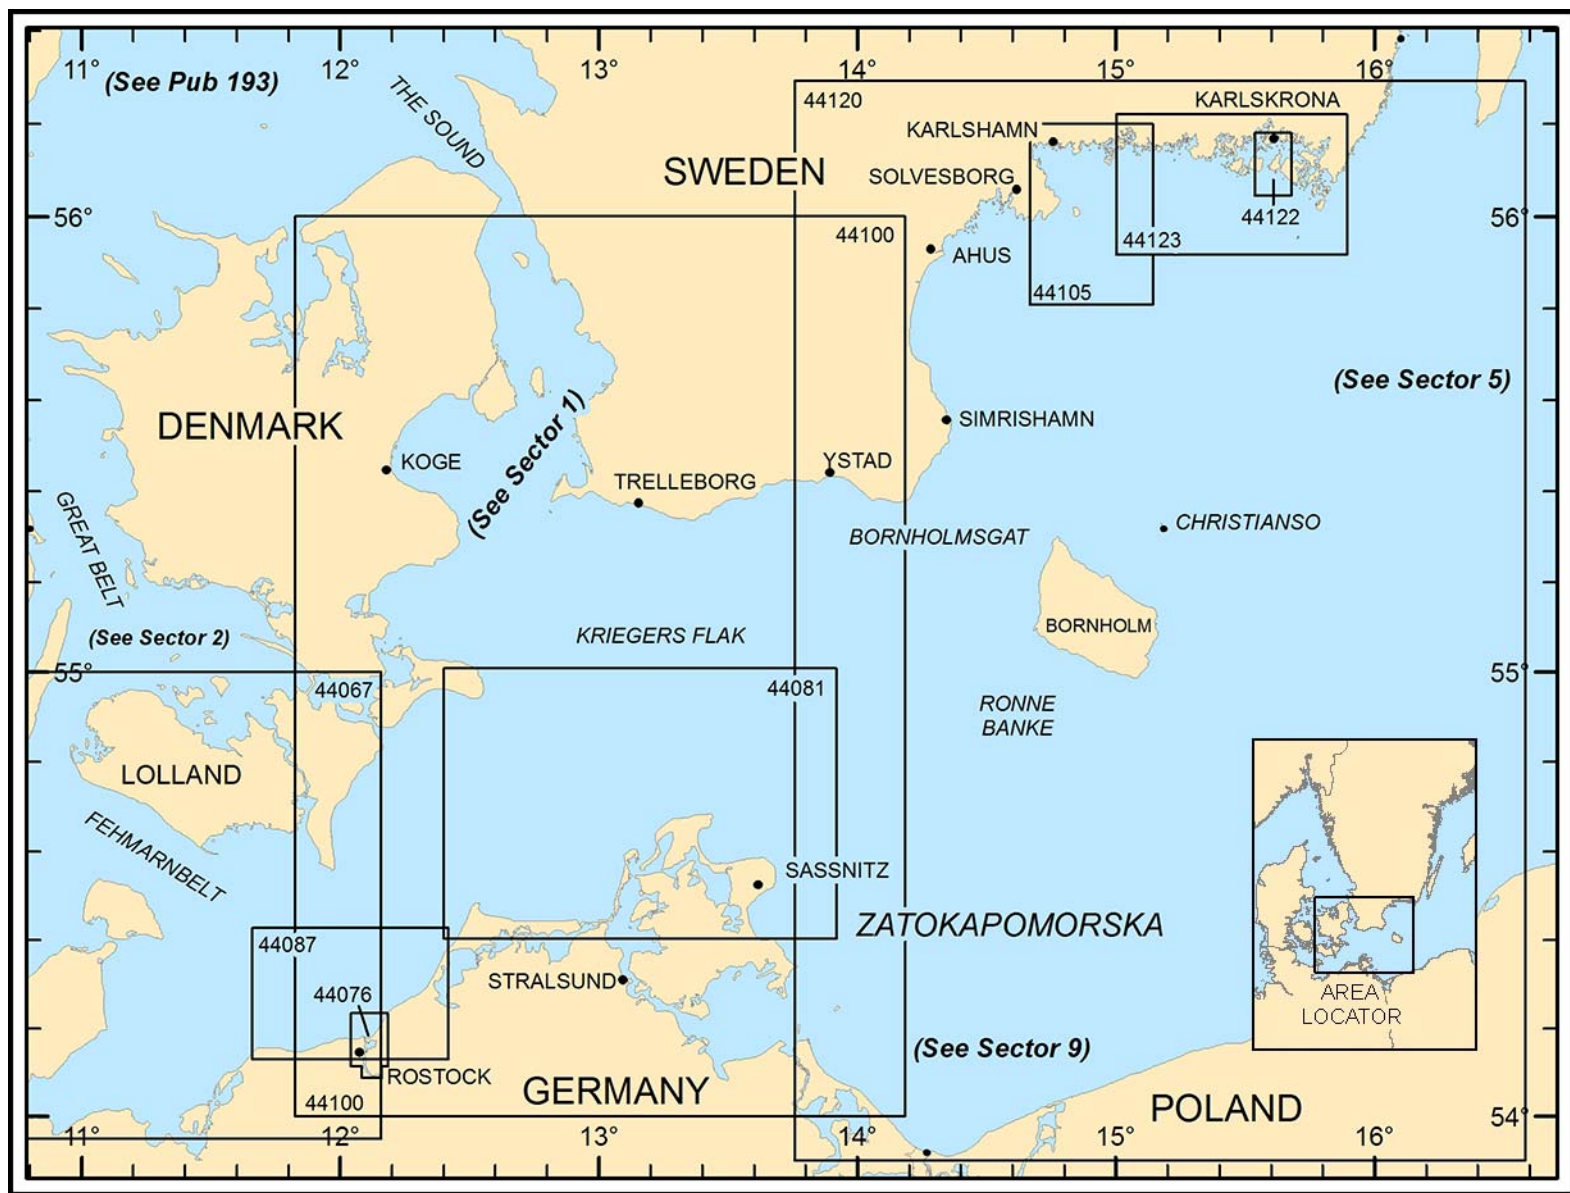 11°
12°
13°
14°
15°
16°
(See Pub 193)
THE SOUND
44120
KARLSKRONA
KARLSHAMN
SWEDEN
SOLVESBORG
56°
56°
44100
44122
44123
AHUS
44105
(See Sector 5)
DENMARK
SIMRISHAMN
(See Sector 1)
KOGE
YSTAD
TRELLEBORG
GREAT BELT
BORNHOLMSGAT
CHRISTIANSO
(See Sector 2)
KRIEGERS FLAK
BORNHOLM
55°
55°
44067
44081
RONNE
BANKE
LOLLAND
FEHMARNBELT
SASSNITZ
ZATOKAPOMORSKA
44087
STRALSUND
44076
AREA
LOCATOR
(See Sector 9)
ROSTOCK
GERMANY
44100
POLAND
54°
11°
12°
13°
14°
15°
16°